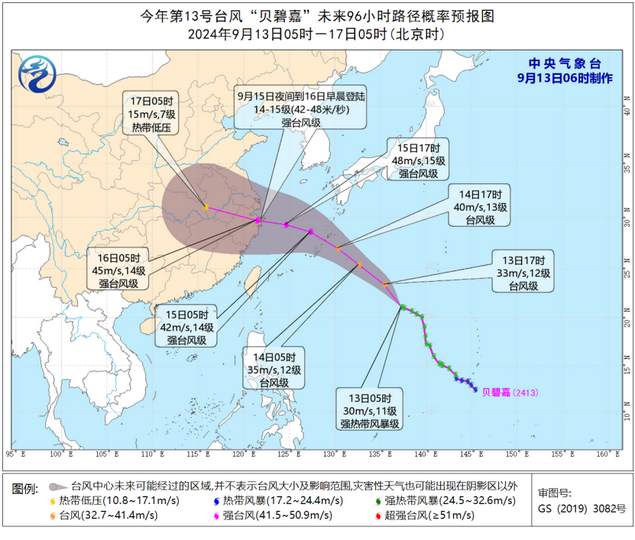 今年第13号台风“贝碧嘉”未来96小时路径概率预报图
2024年9月13日05时—17日05时(北京时)
中央气象台
9月13日06时制作
17日05时
15m/s,7级
热带低压
9月15日夜间到16日早晨登陆
14-15级(42-48米/秒)
强台风级
15日17时
48m/s,15级
强台风级
14日17时
40m/s,13级
台风级
13日17时
33m/s,12级
台风级
16日05时
45m/s,14级
强台风级
15日05时
42m/s,14级
强台风级
14日05时
35m/s,12级
台风级
13日05时
30m/s,11级
强热带风暴级
贝碧嘉(2413)
40°N
30°N
25°N
20°N
15°N
10°N
95°E
100°E
105°E
110°E
115°E
120°E
125°E
130°E
135°E
140°E
145°E
150°E
155°E
160°E
图例:
台风中心未来可能经过的区域,并不表示台风大小及影响范围,灾害性天气也可能出现在阴影区以外
热带低压(10.8~17.1m/s)
热带风暴(17.2~24.4m/s)
强热带风暴(24.5~32.6m/s)
台风(32.7~41.4m/s)
强台风(41.5~50.9m/s)
超强台风(≥51m/s)
审图号:
GS (2019) 3082号